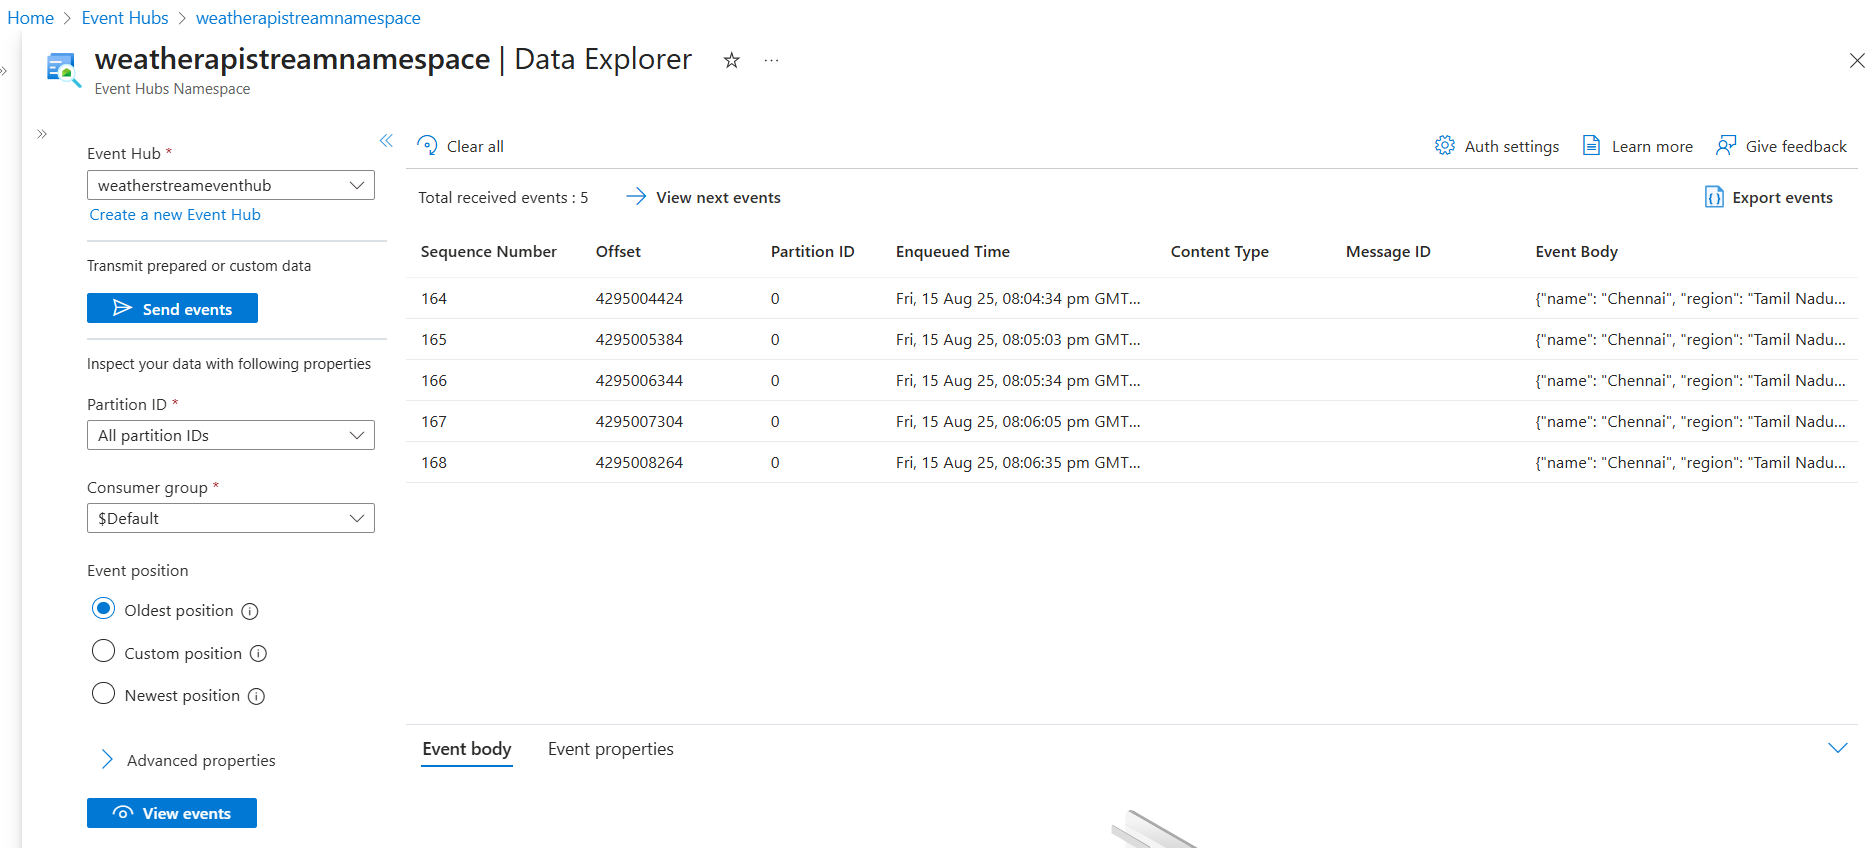 Home > Event Hubs > weatherapistreamnamespace
weatherapistreamnamespace | Data Explorer
Event Hubs Namespace
Event Hub *
weatherstreameventhub
Create a new Event Hub
Transmit prepared or custom data
Send events
Inspect your data with following properties
Partition ID *
All partition IDs
Consumer group *
$Default
Event position
Oldest position
Custom position
Newest position
Advanced properties
View events
Clear all
Auth settings Learn more Give feedback
Total received events : 5 View next events Export events
Sequence Number Offset Partition ID Enqueued Time Content Type Message ID Event Body
164 4295004424 0 Fri, 15 Aug 25, 08:04:34 pm GMT... {"name": "Chennai", "region": "Tamil Nadu...
165 4295005384 0 Fri, 15 Aug 25, 08:05:03 pm GMT... {"name": "Chennai", "region": "Tamil Nadu...
166 4295006344 0 Fri, 15 Aug 25, 08:05:34 pm GMT... {"name": "Chennai", "region": "Tamil Nadu...
167 4295007304 0 Fri, 15 Aug 25, 08:06:05 pm GMT... {"name": "Chennai", "region": "Tamil Nadu...
168 4295008264 0 Fri, 15 Aug 25, 08:06:35 pm GMT... {"name": "Chennai", "region": "Tamil Nadu...
Event body Event properties